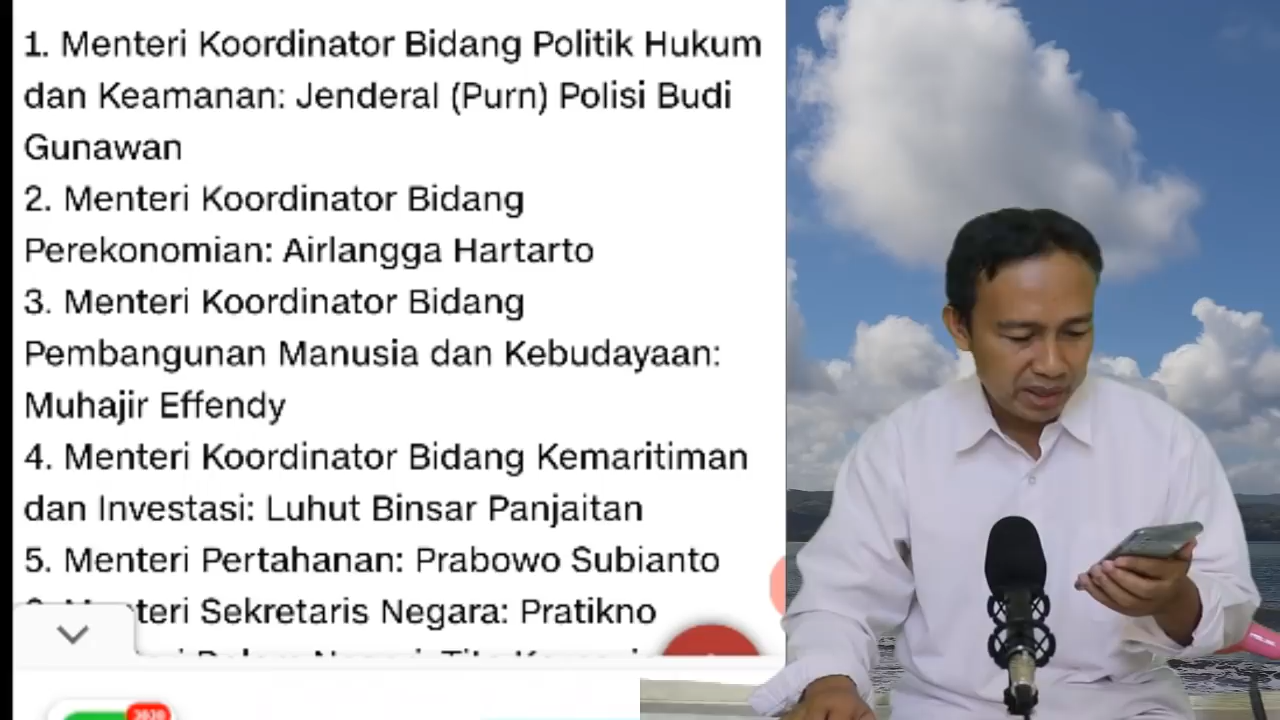 1. Menteri Koordinator Bidang Politik Hukum
dan Keamanan: Jenderal (Purn) Polisi Budi
Gunawan
2. Menteri Koordinator Bidang
Perekonomian: Airlangga Hartarto
3. Menteri Koordinator Bidang
Pembangunan Manusia dan Kebudayaan:
Muhajir Effendy
4. Menteri Koordinator Bidang Kemaritiman
dan Investasi: Luhut Binsar Panjaitan
5. Menteri Pertahanan: Prabowo Subianto
Sekretaris Negara: Pratikno
2020